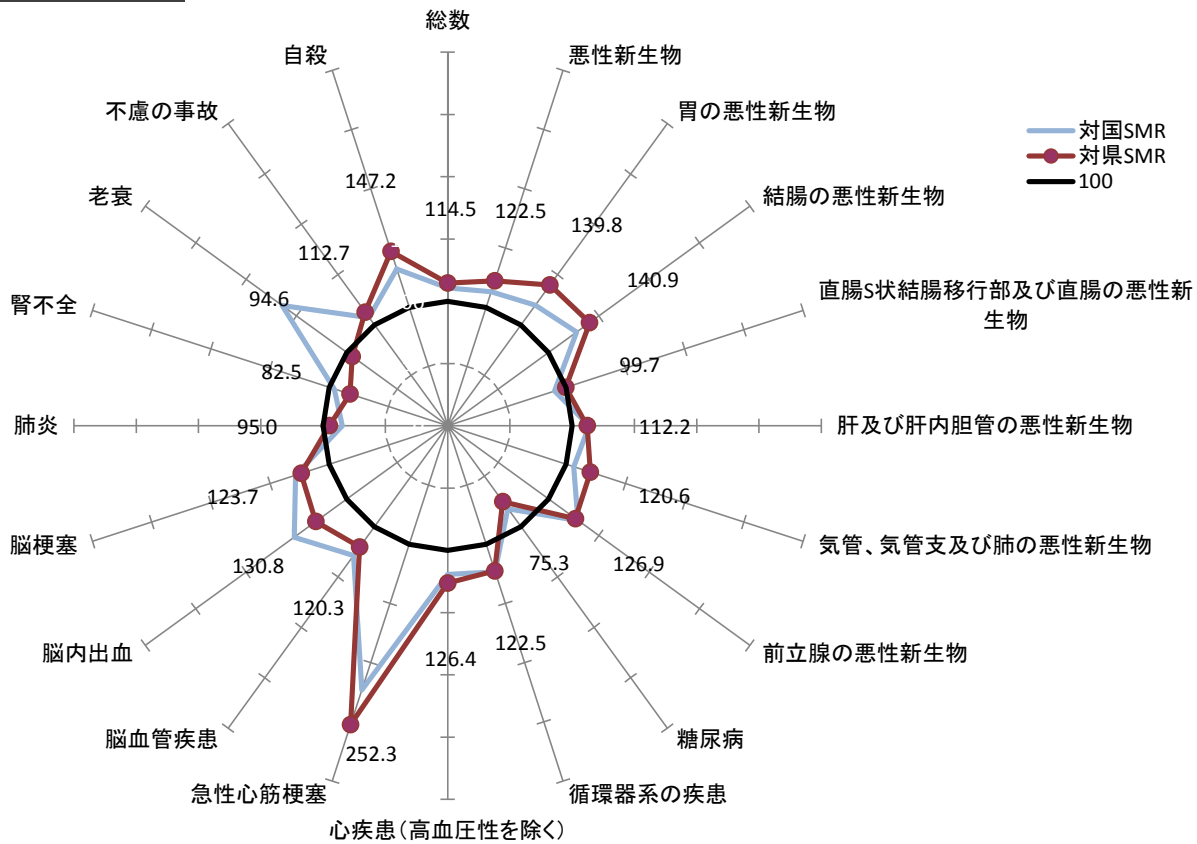 総数
自殺
悪性新生物
不慮の事故
胃の悪性新生物
対国SMR
対県SMR
100
147.2
114.5
122.5
139.8
老衰
結腸の悪性新生物
112.7
140.9
94.6
腎不全
直腸S状結腸移行部及び直腸の悪性新
生物
82.5
99.7
肺炎
95.0
112.2
肝及び肝内胆管の悪性新生物
123.7
120.6
脳梗塞
気管、気管支及び肺の悪性新生物
130.8
75.3
126.9
120.3
脳内出血
122.5
前立腺の悪性新生物
126.4
脳血管疾患
糖尿病
252.3
急性心筋梗塞
循環器系の疾患
心疾患(高血圧性を除く)